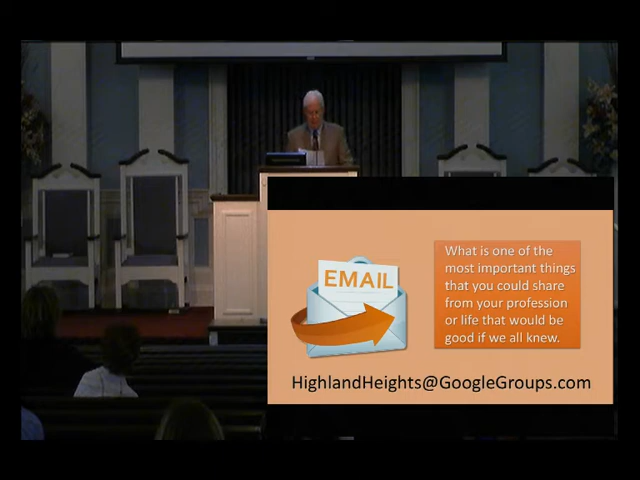 EMAIL
What is one of the
most important things
that you could share
from your profession
or life that would be
good if we all knew.
HighlandHeights@GoogleGroups.com